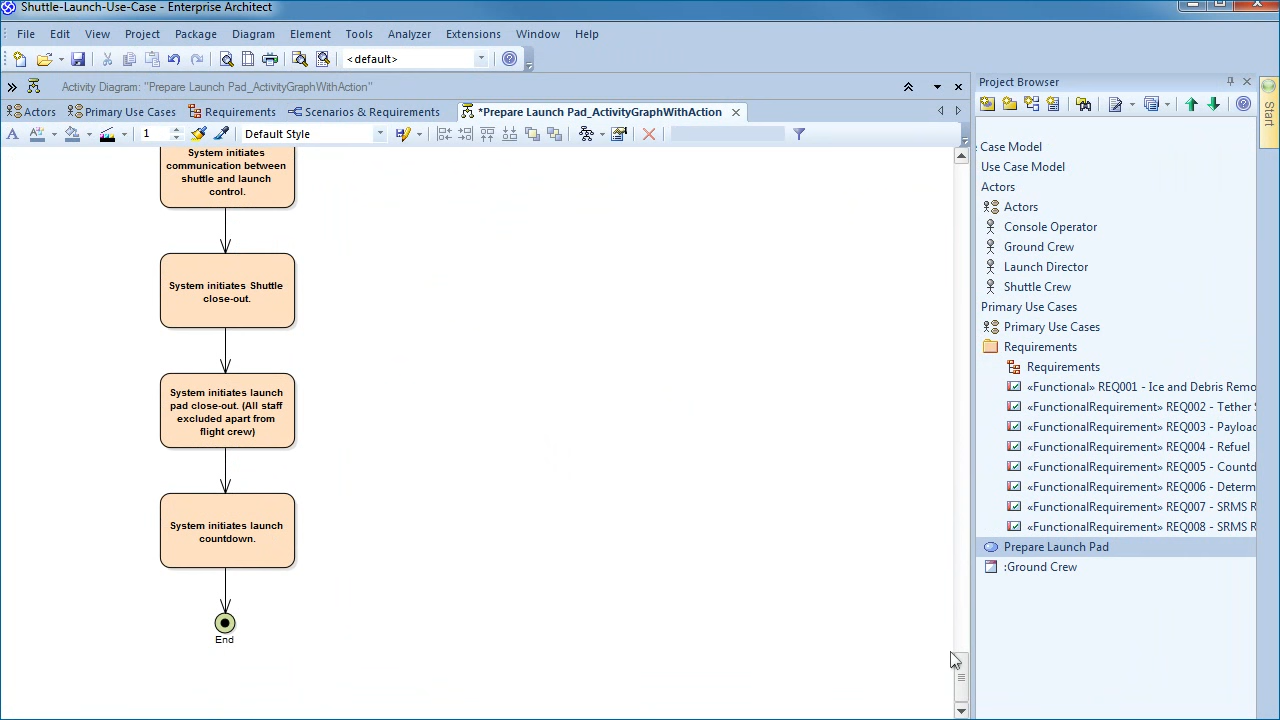 Shuttle-Launch-Use-Case - Enterprise Architect
File Edit View Project Package Diagram Element Tools Analyzer Extensions Window Help
<default>
Activity Diagram: "Prepare Launch Pad_ActivityGraphWithAction"
Actors Primary Use Cases Requirements Scenarios & Requirements *Prepare Launch Pad_ActivityGraphWithAction
A 1 Default Style
System initiates
communication between
shuttle and launch
control.
System initiates Shuttle
close-out.
System initiates launch
pad close-out. (All staff
excluded apart from
flight crew)
System initiates launch
countdown.
End
Project Browser
Case Model
Use Case Model
Actors
Actors
Console Operator
Ground Crew
Launch Director
Shuttle Crew
Primary Use Cases
Primary Use Cases
Requirements
Requirements
«Functional» REQ001 - Ice and Debris Remo
«FunctionalRequirement» REQ002 - Tether S
«FunctionalRequirement» REQ003 - Payload
«FunctionalRequirement» REQ004 - Refuel
«FunctionalRequirement» REQ005 - Countd
«FunctionalRequirement» REQ006 - Determ
«FunctionalRequirement» REQ007 - SRMS R
«FunctionalRequirement» REQ008 - SRMS R
Prepare Launch Pad
:Ground Crew
Start